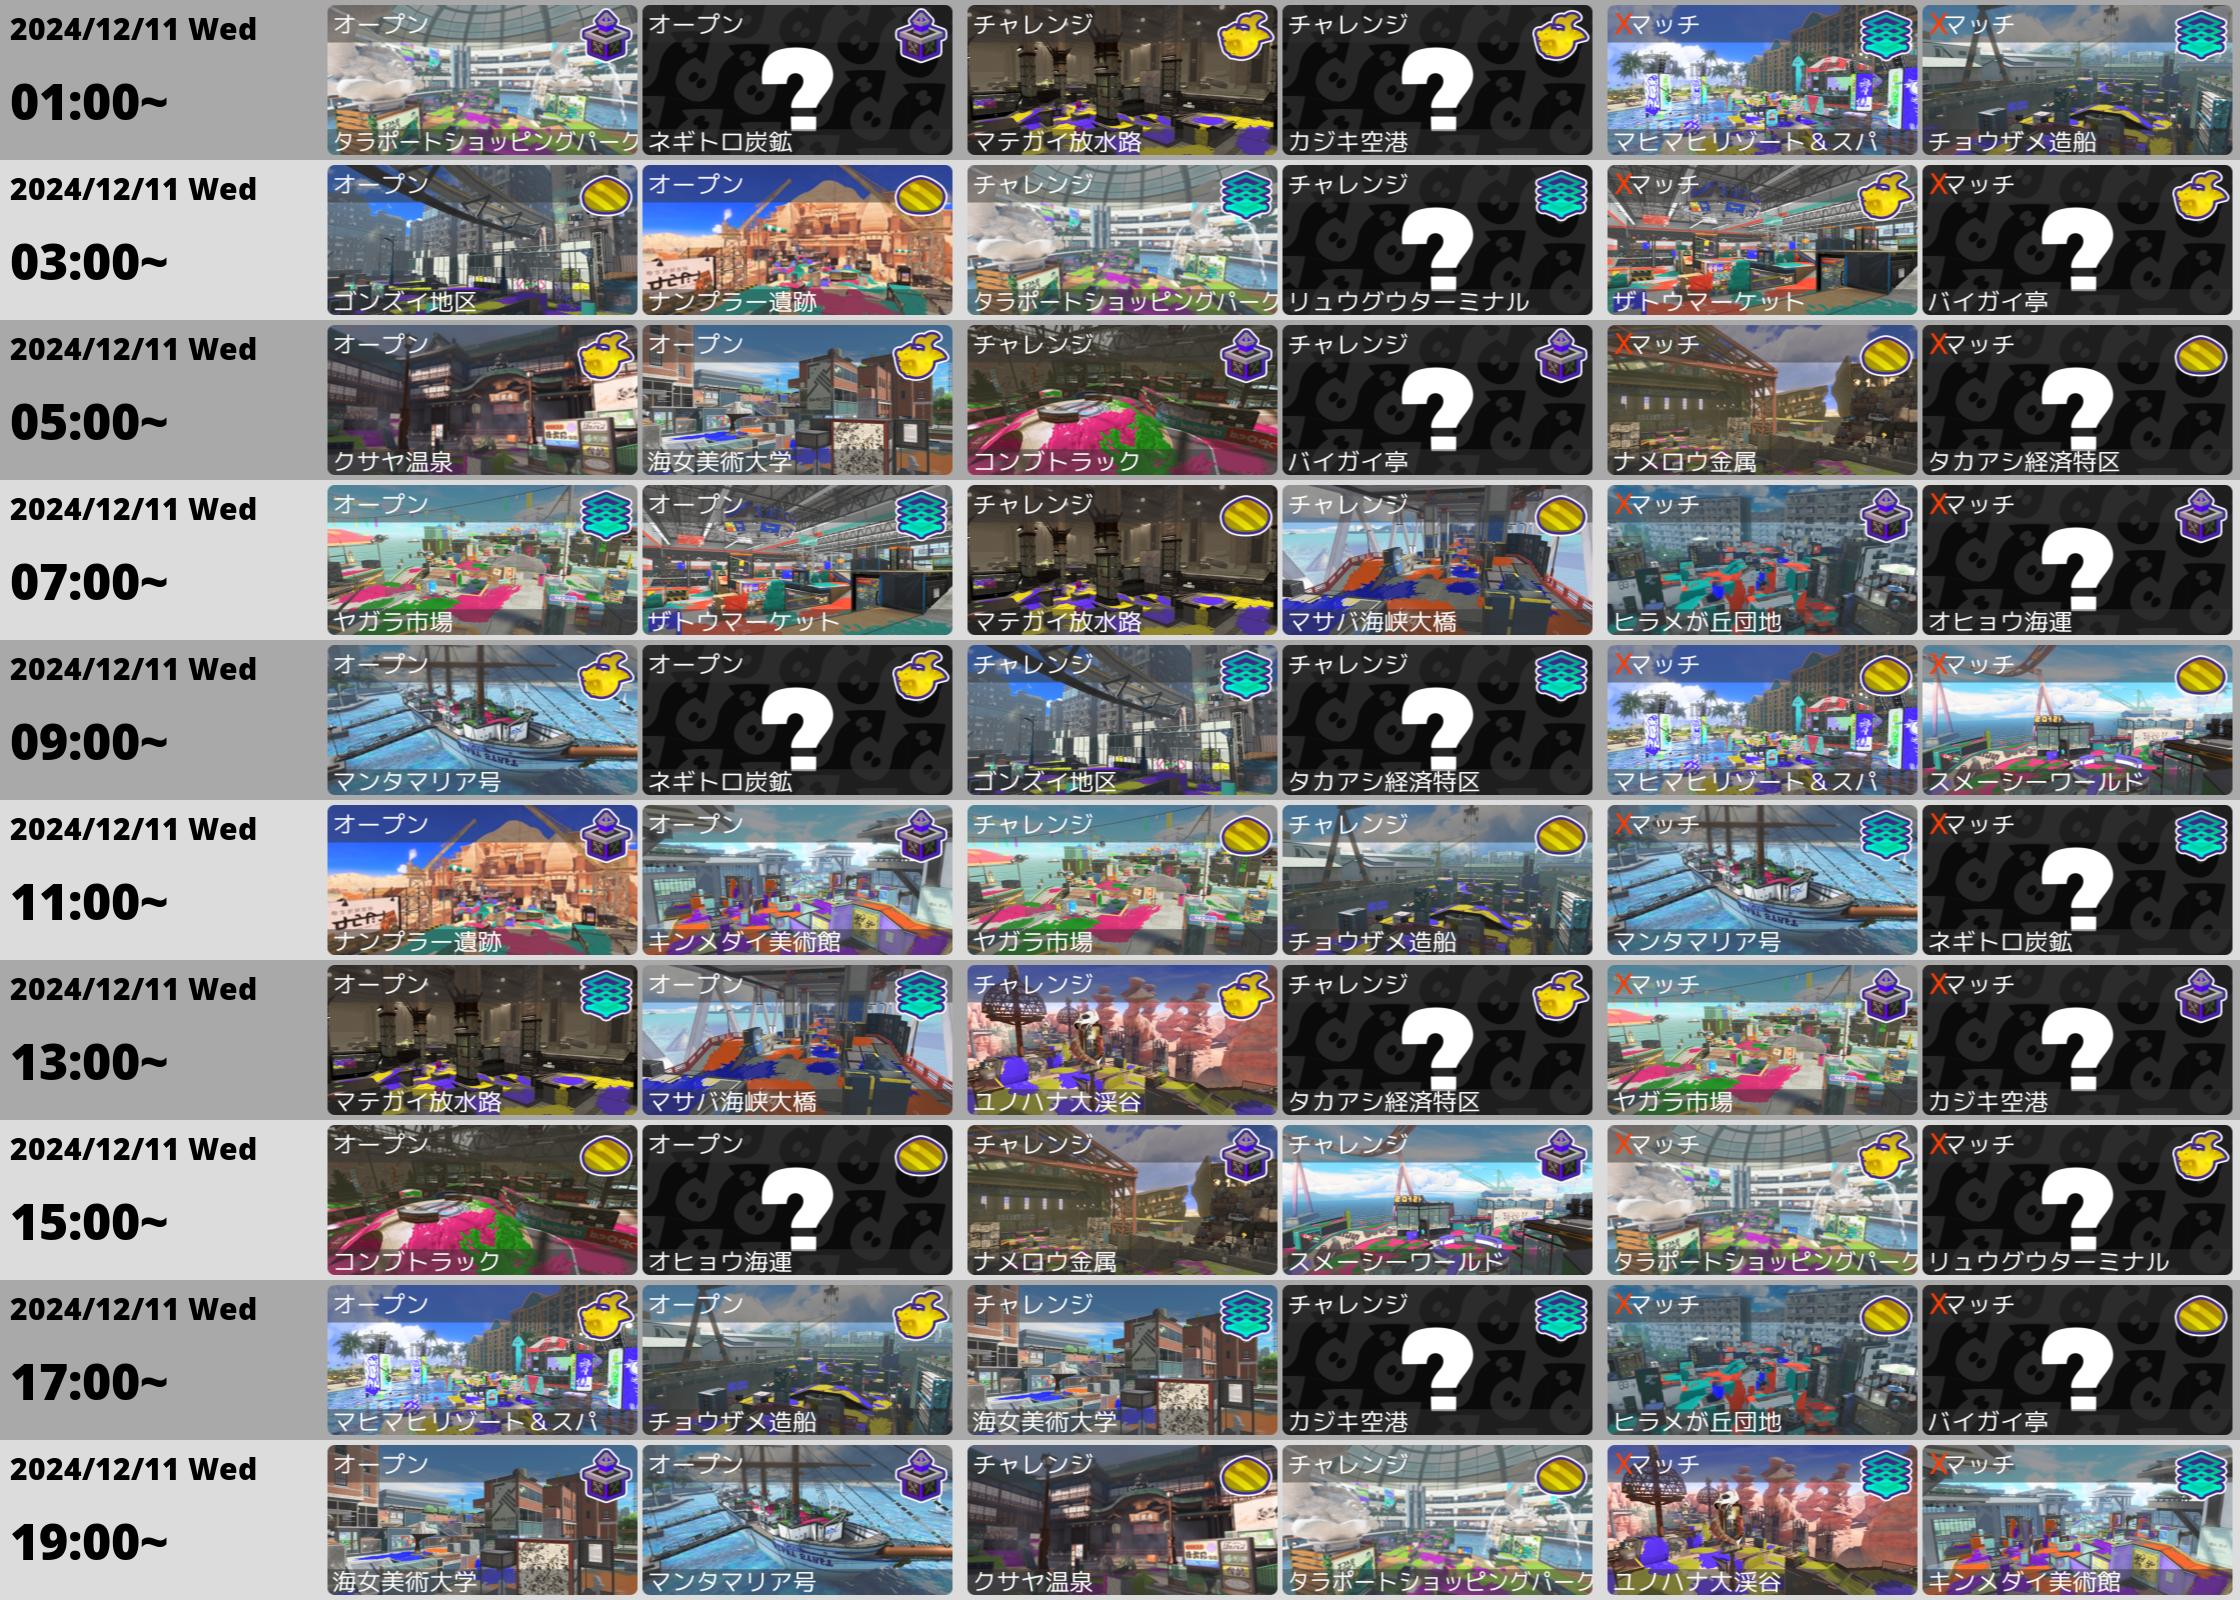 2024/12/11 Wed
01:00~
オープン
タラポートショッピングパーク
オープン
ネギトロ炭鉱
チャレンジ
マテガイ放水路
チャレンジ
カジキ空港
Xマッチ
マヒマヒリゾート＆スパ
Xマッチ
チョウザメ造船
2024/12/11 Wed
03:00~
オープン
ゴンズイ地区
オープン
ナンプラー遺跡
チャレンジ
タラポートショッピングパーク
チャレンジ
リュウグウターミナル
Xマッチ
ザトウマーケット
Xマッチ
バイガイ亭
2024/12/11 Wed
05:00~
オープン
クサヤ温泉
オープン
海女美術大学
チャレンジ
コンブトラック
チャレンジ
バイガイ亭
Xマッチ
ナメロウ金属
Xマッチ
タカアシ経済特区
2024/12/11 Wed
07:00~
オープン
ヤガラ市場
オープン
ザトウマーケット
チャレンジ
マテガイ放水路
チャレンジ
マサバ海峡大橋
Xマッチ
ヒラメが丘団地
Xマッチ
オヒョウ海運
2024/12/11 Wed
09:00~
オープン
マンタマリア号
オープン
ネギトロ炭鉱
チャレンジ
ゴンズイ地区
チャレンジ
タカアシ経済特区
Xマッチ
マヒマヒリゾート＆スパ
Xマッチ
スメーシーワールド
2024/12/11 Wed
11:00~
オープン
ナンプラー遺跡
オープン
キンメダイ美術館
チャレンジ
ヤガラ市場
チャレンジ
チョウザメ造船
Xマッチ
マンタマリア号
Xマッチ
ネギトロ炭鉱
2024/12/11 Wed
13:00~
オープン
マテガイ放水路
オープン
マサバ海峡大橋
チャレンジ
ユノハナ大渓谷
チャレンジ
タカアシ経済特区
Xマッチ
ヤガラ市場
Xマッチ
カジキ空港
2024/12/11 Wed
15:00~
オープン
コンブトラック
オープン
オヒョウ海運
チャレンジ
ナメロウ金属
チャレンジ
スメーシーワールド
Xマッチ
タラポートショッピングパーク
Xマッチ
リュウグウターミナル
2024/12/11 Wed
17:00~
オープン
マヒマヒリゾート＆スパ
オープン
チョウザメ造船
チャレンジ
海女美術大学
チャレンジ
カジキ空港
Xマッチ
ヒラメが丘団地
Xマッチ
バイガイ亭
2024/12/11 Wed
19:00~
オープン
海女美術大学
オープン
マンタマリア号
チャレンジ
クサヤ温泉
チャレンジ
タラポートショッピングパーク
Xマッチ
ユノハナ大渓谷
Xマッチ
キンメダイ美術館